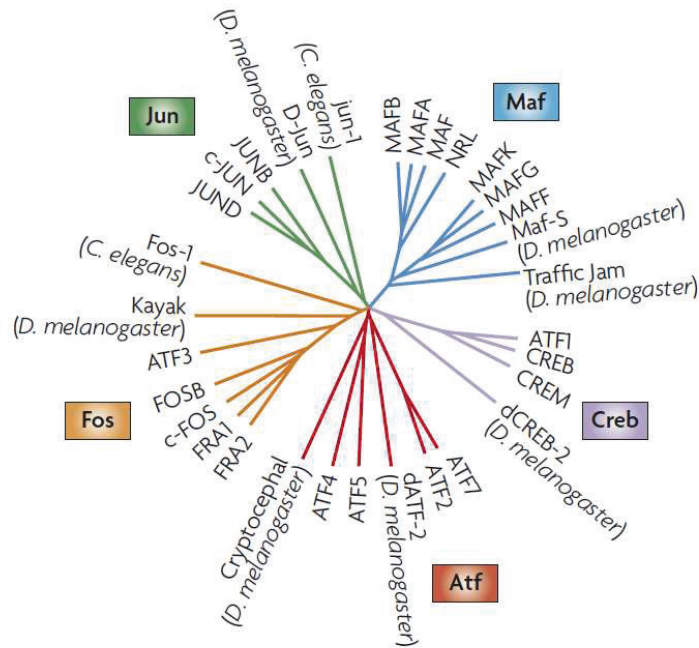 Jun
JUND
c-JUN
JUNB
D-Jun
(D. melanogaster)
jun-1
(C. elegans)
Maf
MAFB
MAFA
MAF
NRL
MAFK
MAFG
MAFF
Maf-S
(D. melanogaster)
Traffic Jam
(D. melanogaster)
Creb
ATF1
CREB
CREM
dCREB-2
(D. melanogaster)
Atf
ATF7
ATF2
dATF-2
(D. melanogaster)
ATF5
ATF4
Cryptocephal
(D. melanogaster)
Fos
FRA2
FRA1
c-FOS
FOSB
ATF3
Kayak
(D. melanogaster)
Fos-1
(C. elegans)